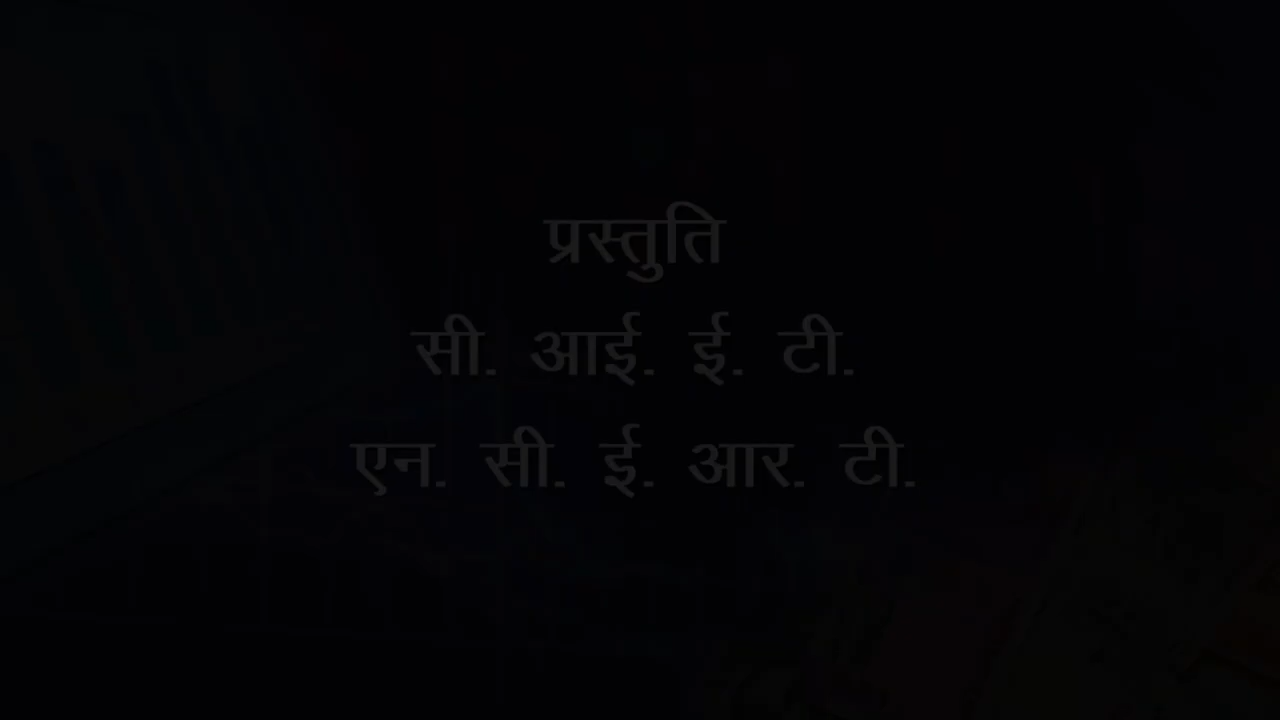 प्रस्तुति
सी. आई. ई. टी.
एन. सी. ई. आर. टी.